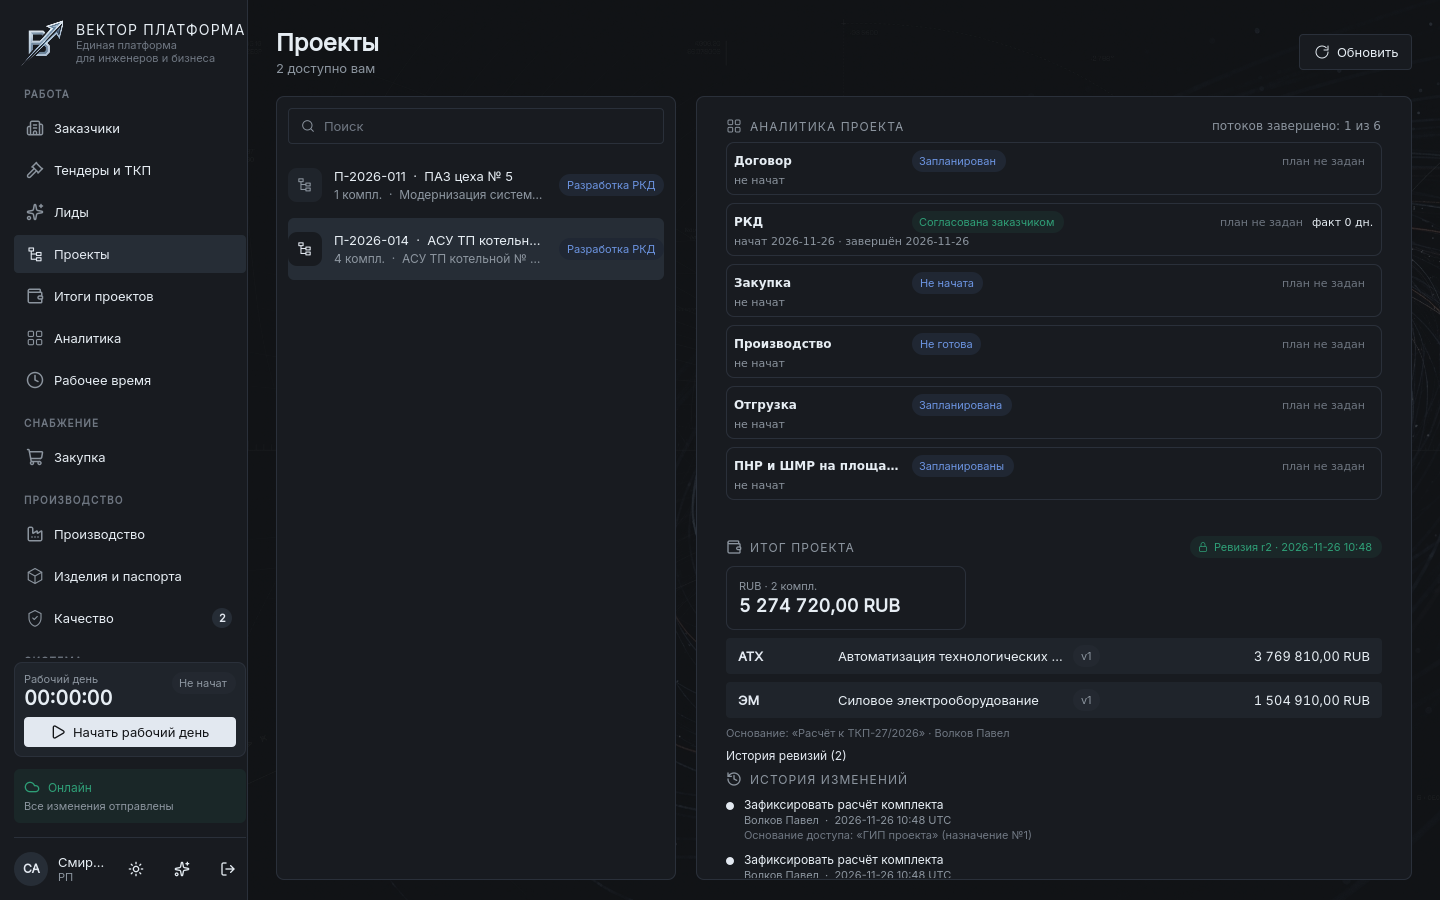 ВЕКТОР ПЛАТФОРМА
Единая платформа
для инженеров и бизнеса
РАБОТА
Заказчики
Тендеры и ТКП
Лиды
Проекты
Итоги проектов
Аналитика
Рабочее время
СНАБЖЕНИЕ
Закупка
ПРОИЗВОДСТВО
Производство
Изделия и паспорта
Качество
2
Рабочий день
00:00:00
Не начат
Начать рабочий день
Онлайн
Все изменения отправлены
СА
Смир...
РП
Проекты
2 доступно вам
Обновить
Поиск
П-2026-011 · ПАЗ цеха № 5
1 компл. · Модернизация систем...
Разработка РКД
П-2026-014 · АСУ ТП котельн...
4 компл. · АСУ ТП котельной № ...
Разработка РКД
АНАЛИТИКА ПРОЕКТА
потоков завершено: 1 из 6
Договор
Запланирован
план не задан
не начат
РКД
Согласована заказчиком
план не задан факт 0 дн.
начат 2026-11-26 · завершён 2026-11-26
Закупка
Не начата
план не задан
не начат
Производство
Не готова
план не задан
не начат
Отгрузка
Запланирована
план не задан
не начат
ПНР и ШМР на площа...
Запланированы
план не задан
не начат
ИТОГ ПРОЕКТА
Ревизия r2 · 2026-11-26 10:48
RUB · 2 компл.
5 274 720,00 RUB
АТХ
Автоматизация технологических ...
v1
3 769 810,00 RUB
ЭМ
Силовое электрооборудование
v1
1 504 910,00 RUB
Основание: «Расчёт к ТКП-27/2026» · Волков Павел
История ревизий (2)
ИСТОРИЯ ИЗМЕНЕНИЙ
Зафиксировать расчёт комплекта
Волков Павел · 2026-11-26 10:48 UTC
Основание доступа: «ГИП проекта» (назначение №1)
Зафиксировать расчёт комплекта
Волков Павел · 2026-11-26 10:48 UTC